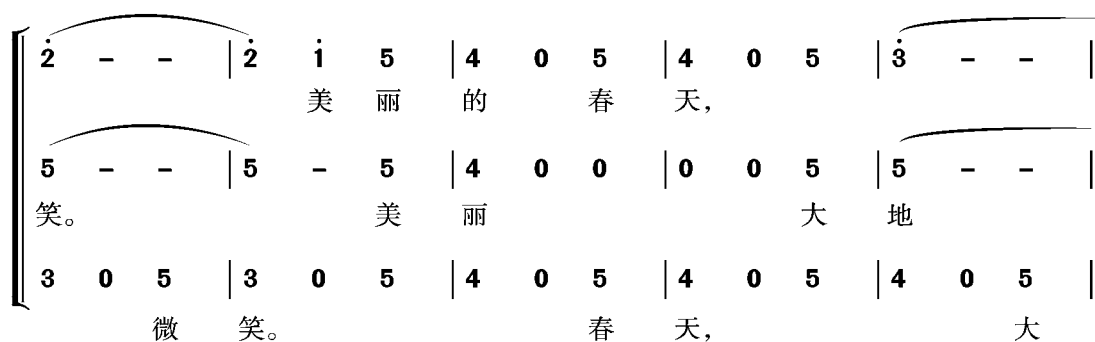 2̇ - - | 2̇ 1̇ 5 | 4 0 5 | 4 0 5 | 3̇ - - |
美 丽 的 春 天，
5 - - | 5 - 5 | 4 0 0 | 0 0 5 | 5 - - |
笑。 美 丽 大 地
3 0 5 | 3 0 5 | 4 0 5 | 4 0 5 | 4 0 5 |
微 笑。 春 天， 大